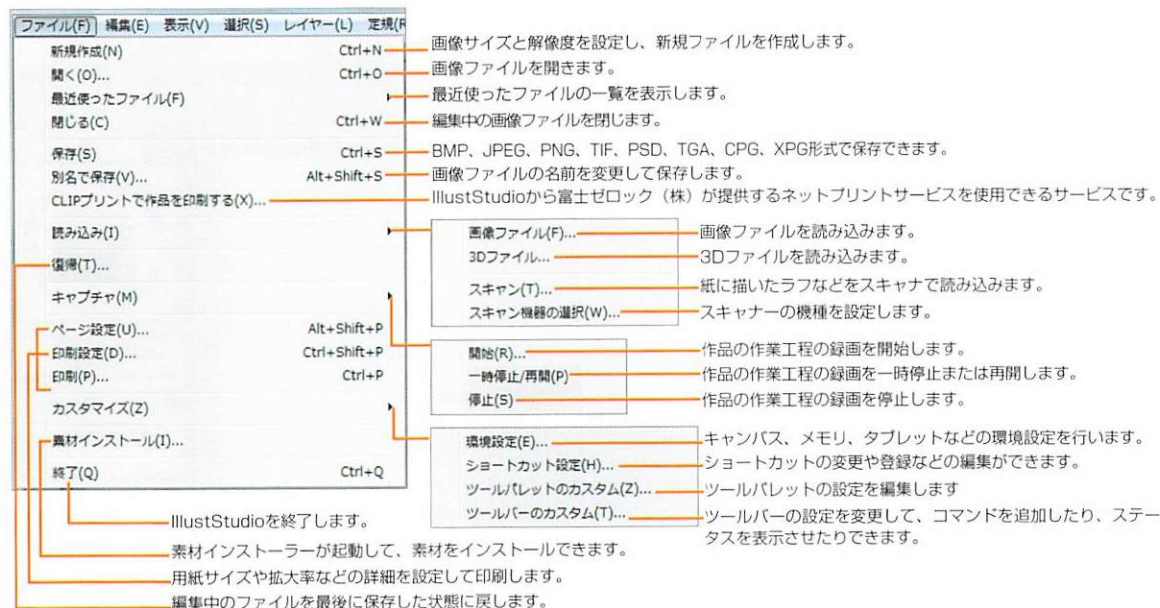 ファイル(F) 編集(E) 表示(V) 選択(S) レイヤー(L) 定規(R
新規作成(N) Ctrl+N 画像サイズと解像度を設定し、新規ファイルを作成します。
開く(O)... Ctrl+O 画像ファイルを開きます。
最近使ったファイル(F) 最近使ったファイルの一覧を表示します。
閉じる(C) Ctrl+W 編集中の画像ファイルを閉じます。
保存(S) Ctrl+S BMP、JPEG、PNG、TIF、PSD、TGA、CPG、XPG形式で保存できます。
別名で保存(V)... Alt+Shift+S 画像ファイルの名前を変更して保存します。
CLIPプリントで作品を印刷する(X)... IllustStudioから富士ゼロック（株）が提供するネットプリントサービスを使用できるサービスです。
読み込み(I)
画像ファイル(F)... 画像ファイルを読み込みます。
3Dファイル... 3Dファイルを読み込みます。
スキャン(T)... 紙に描いたラフなどをスキャナで読み込みます。
スキャン機器の選択(W)... スキャナーの機種を設定します。
復帰(T)...
キャプチャ(M)
開始(R)... 作品の作業工程の録画を開始します。
一時停止/再開(P) 作品の作業工程の録画を一時停止または再開します。
停止(S) 作品の作業工程の録画を停止します。
ページ設定(U)... Alt+Shift+P
印刷設定(D)... Ctrl+Shift+P
印刷(P)... Ctrl+P
カスタマイズ(Z)
環境設定(E)... キャンバス、メモリ、タブレットなどの環境設定を行います。
ショートカット設定(H)... ショートカットの変更や登録などの編集ができます。
ツールパレットのカスタム(Z)... ツールパレットの設定を編集します
ツールバーのカスタム(T)... ツールバーの設定を変更して、コマンドを追加したり、ステー
タスを表示させたりできます。
素材インストール(I)...
終了(Q) Ctrl+Q
IllustStudioを終了します。
素材インストーラーが起動して、素材をインストールできます。
用紙サイズや拡大率などの詳細を設定して印刷します。
編集中のファイルを最後に保存した状態に戻します。